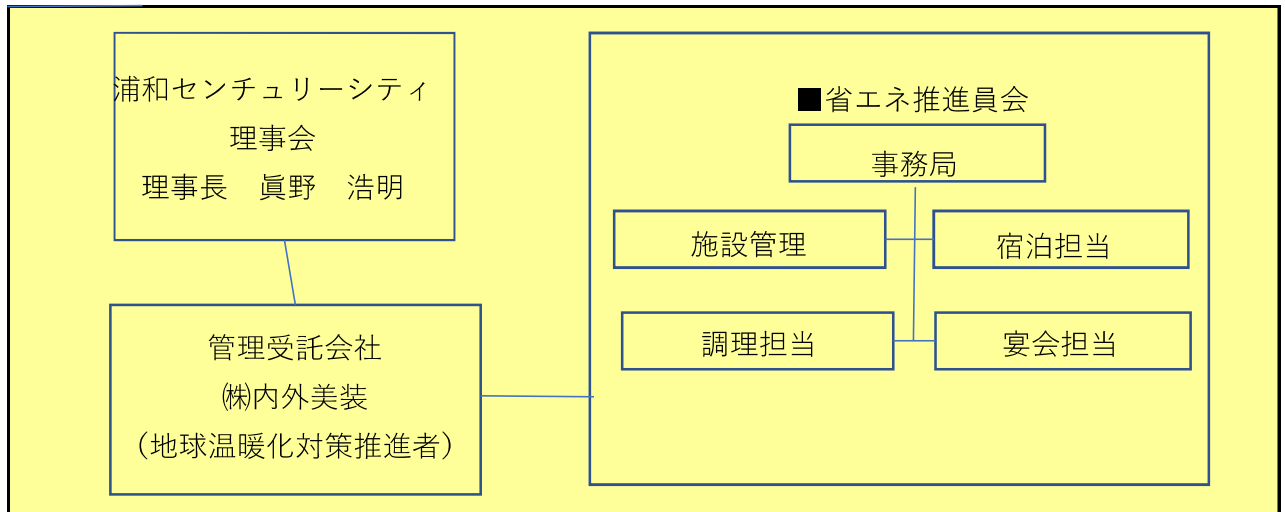 浦和センチュリーシティ
理事会
理事長　眞野　浩明
管理受託会社
㈱内外美装
（地球温暖化対策推進者）
■省エネ推進員会
事務局
施設管理
宿泊担当
調理担当
宴会担当